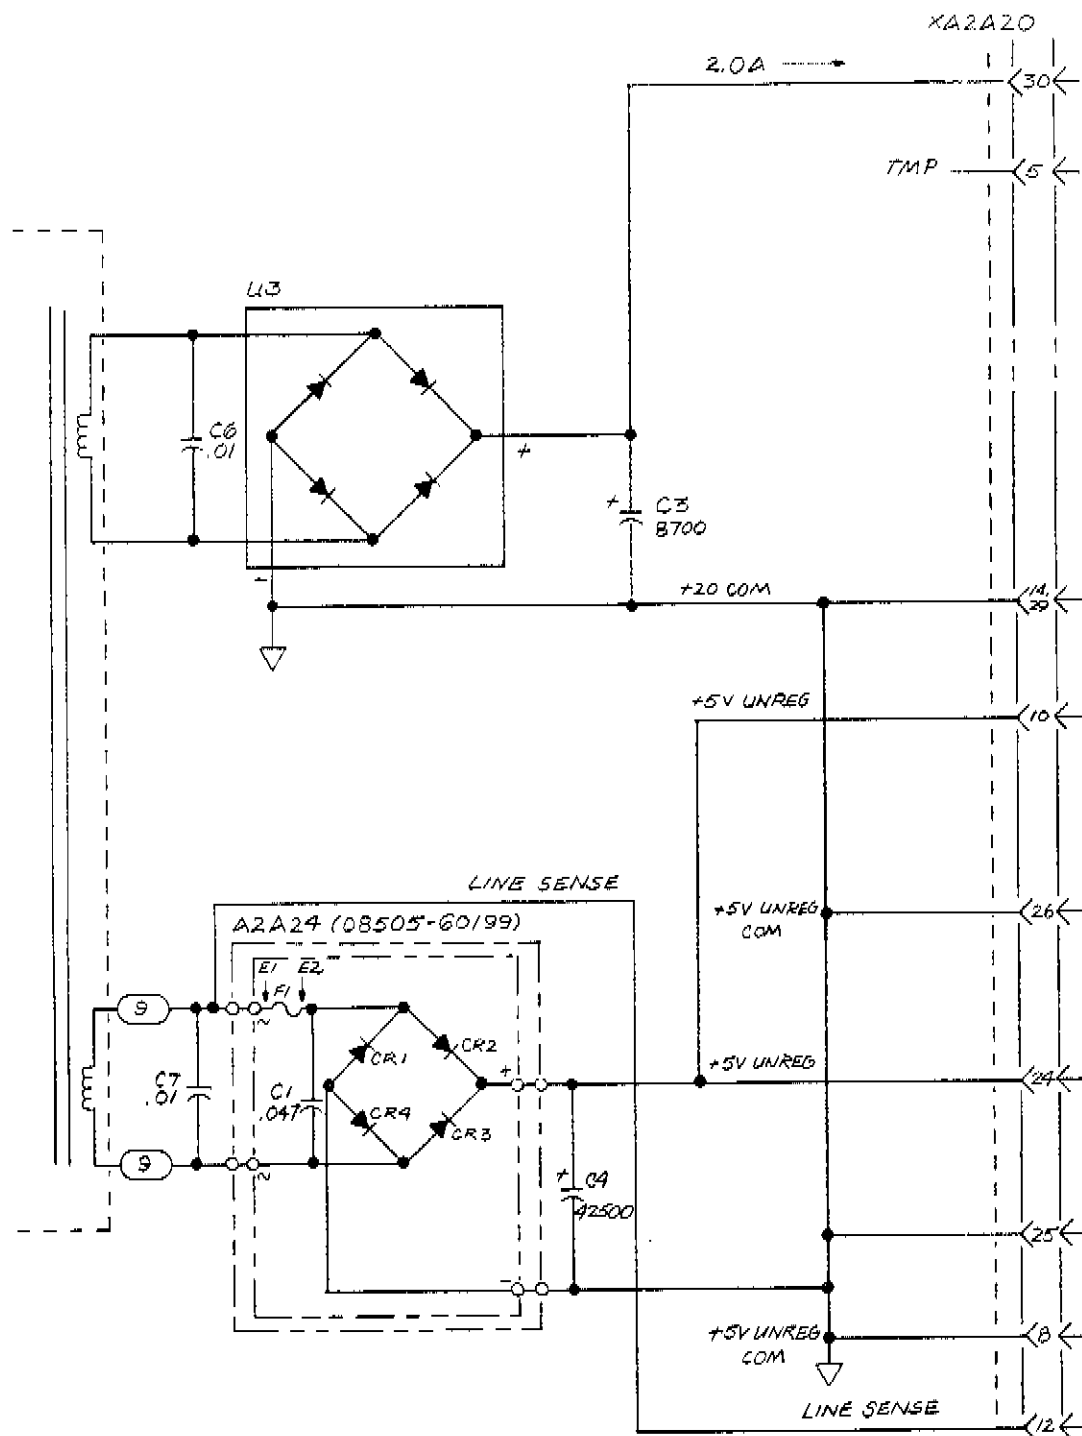 XA2A20
2.0A
30
TMP
5
U3
C6
.01
+
+
C3
8700
-
+20 COM
14,
29
+5V UNREG
10
LINE SENSE
A2A24 (08505-60199)
+5V UNREG
COM
26
E1
E2
F1
9
~
CR1
CR2
C7
.01
C1
.047
+
+5V UNREG
24
CR4
CR3
9
~
+
C4
42500
25
-
+5V UNREG
COM
8
LINE SENSE
12